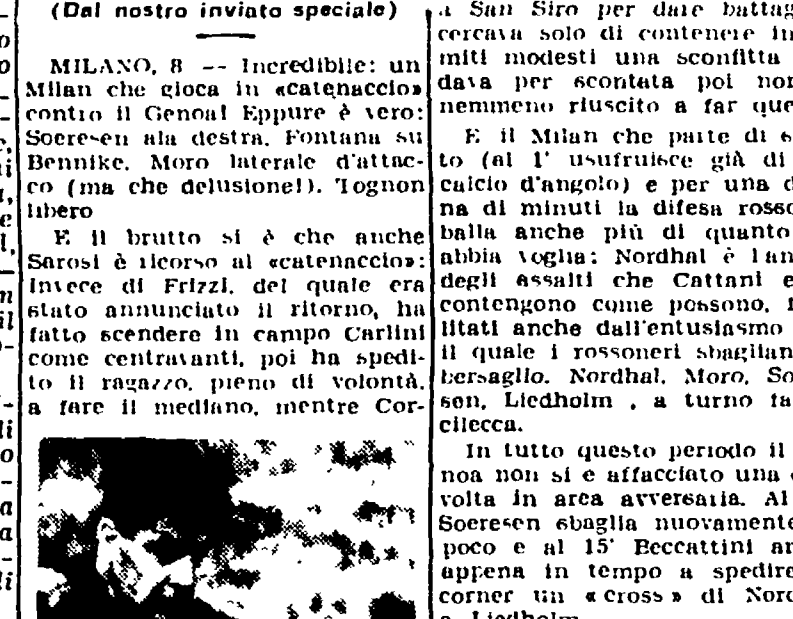 (Dal nostro inviato speciale)
MILANO, 8 -- Incredibile: un
Milan che gioca in «catenaccio»
contro il Genoa! Eppure è vero:
Soeresen ala destra, Fontana su
Bennike, Moro laterale d'attac-
co (ma che delusione!), Tognon
libero
E il brutto si è che anche
Sarosi è ricorso al «catenaccio»:
Invece di Frizzi, del quale era
stato annunciato il ritorno, ha
fatto scendere in campo Carlini
come centravanti, poi ha spedi-
to il ragazzo, pieno di volontà,
a fare il mediano, mentre Cor-
a San Siro per dare battag
cercava solo di contenere in
miti modesti una sconfitta
dava per scontata poi non
nemmeno riuscito a far que
E il Milan che parte di s
to (al 1' usufruisce già di
calcio d'angolo) e per una d
na di minuti la difesa rosso
balla anche più di quanto
abbia voglia: Nordhal è l'an
degli assalti che Cattani e
contengono come possono, f
litati anche dall'entusiasmo
il quale i rossoneri sbaglian
bersaglio. Nordhal, Moro, So
sen, Liedholm , a turno fa
cilecca.
In tutto questo periodo il
noa non si e affacciato una
volta in area avversaria. Al
Soeresen sbaglia nuovamente
poco e al 15' Beccattini ar
appena in tempo a spedire
corner un «cross» di Nord
a Liedholm